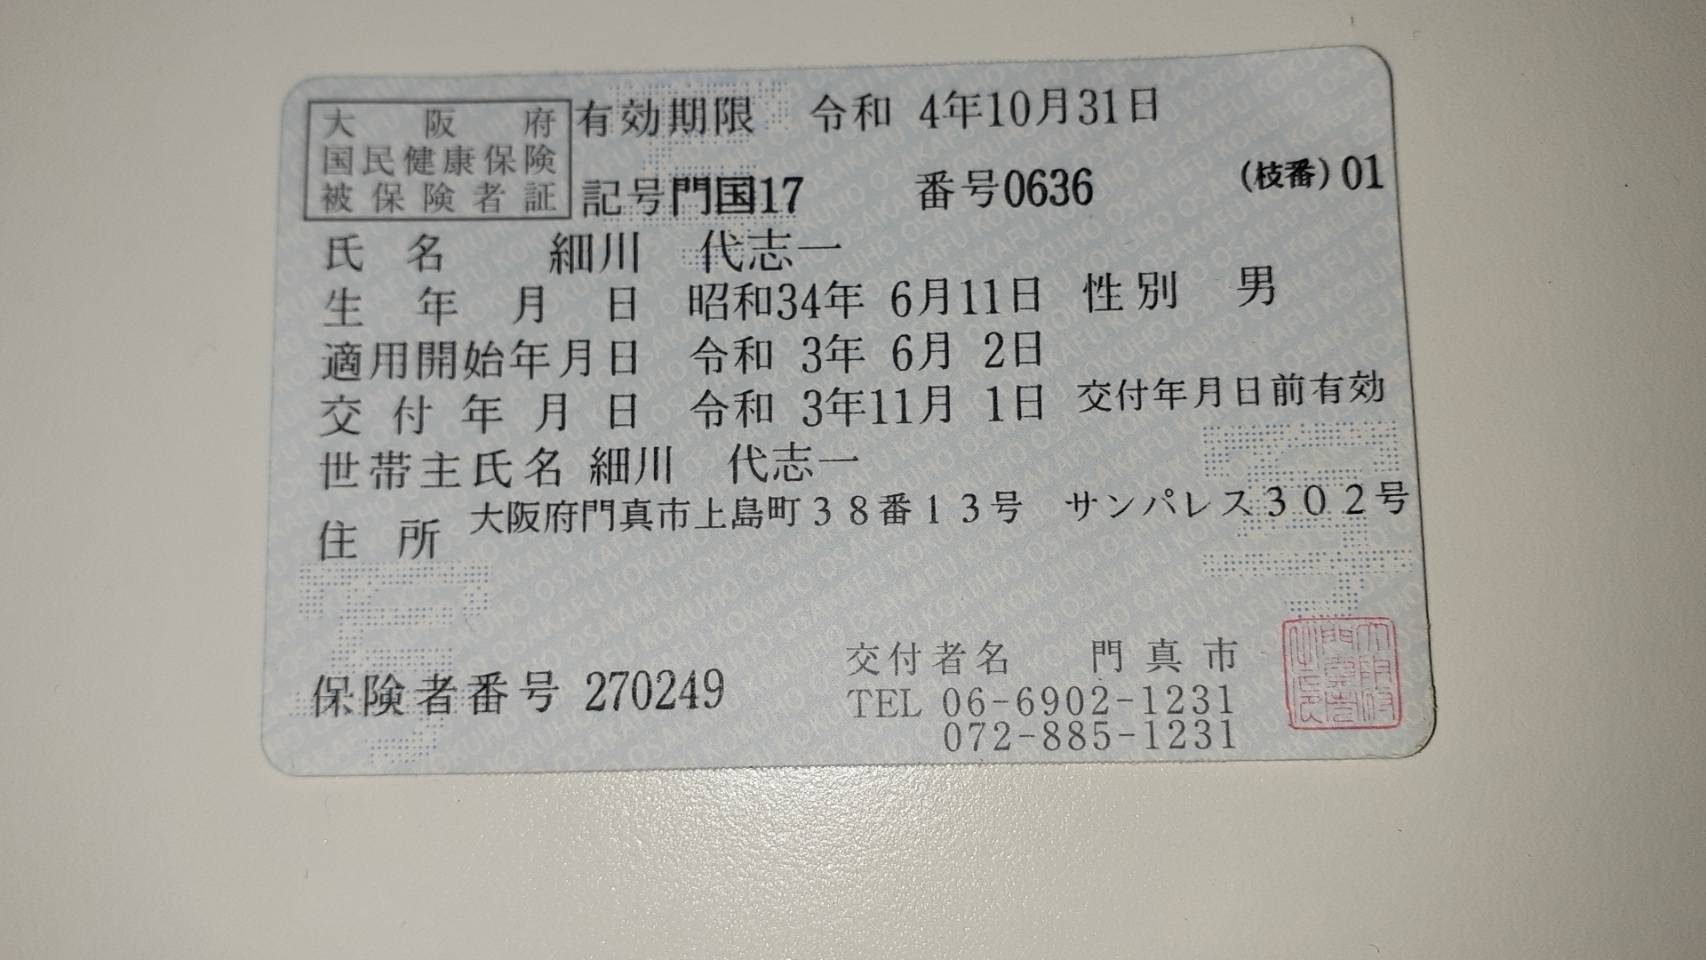 大阪府
国民健康保険
被保険者証
有効期限 令和 4年10月31日
記号門国17 番号0636 (枝番)01
氏名 細川 代志一
生年月日 昭和34年 6月11日 性別 男
適用開始年月日 令和 3年 6月 2日
交付年月日 令和 3年11月 1日 交付年月日前有効
世帯主氏名 細川 代志一
住所 大阪府門真市上島町38番13号 サンパレス302号
保険者番号 270249
交付者名 門真市
TEL 06-6902-1231
072-885-1231